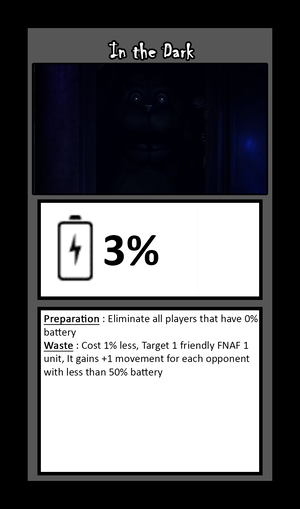 In the Dark
3%
Preparation : Eliminate all players that have 0%
battery
Waste : Cost 1% less, Target 1 friendly FNAF 1
unit, It gains +1 movement for each opponent
with less than 50% battery